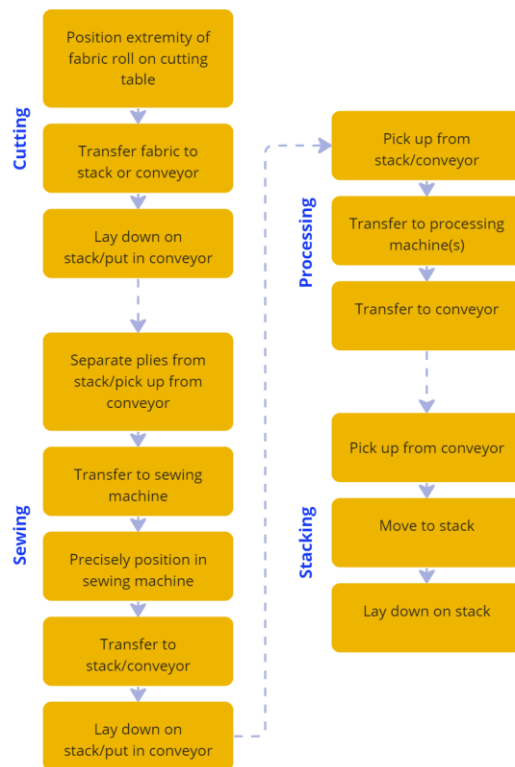 Cutting
Position extremity of
fabric roll on cutting
table
Transfer fabric to
stack or conveyor
Lay down on
stack/put in conveyor
Sewing
Separate plies from
stack/pick up from
conveyor
Transfer to sewing
machine
Precisely position in
sewing machine
Transfer to
stack/conveyor
Lay down on
stack/put in conveyor
Processing
Pick up from
stack/conveyor
Transfer to processing
machine(s)
Transfer to conveyor
Stacking
Pick up from conveyor
Move to stack
Lay down on stack